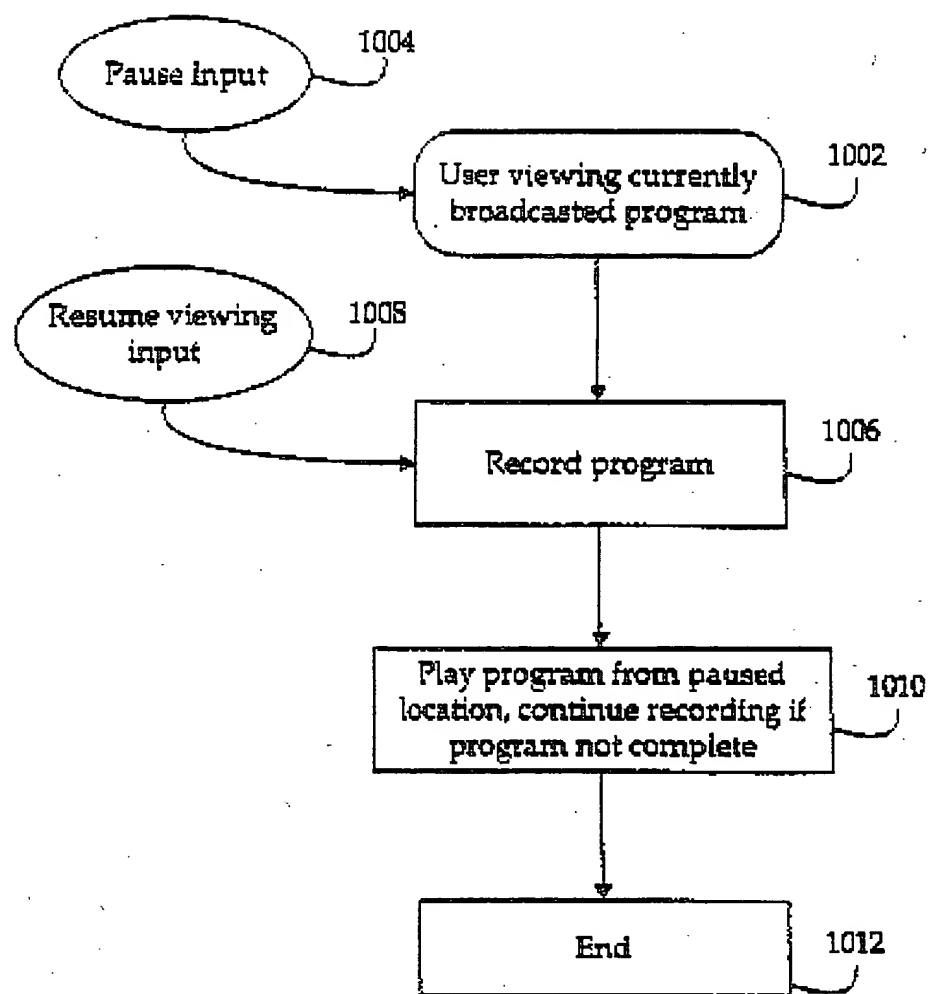 1004
Pause input
1002
User viewing currently
broadcasted program
Resume viewing
input
1008
1006
Record program
Play program from paused
location, continue recording if
program not complete
1010
End
1012